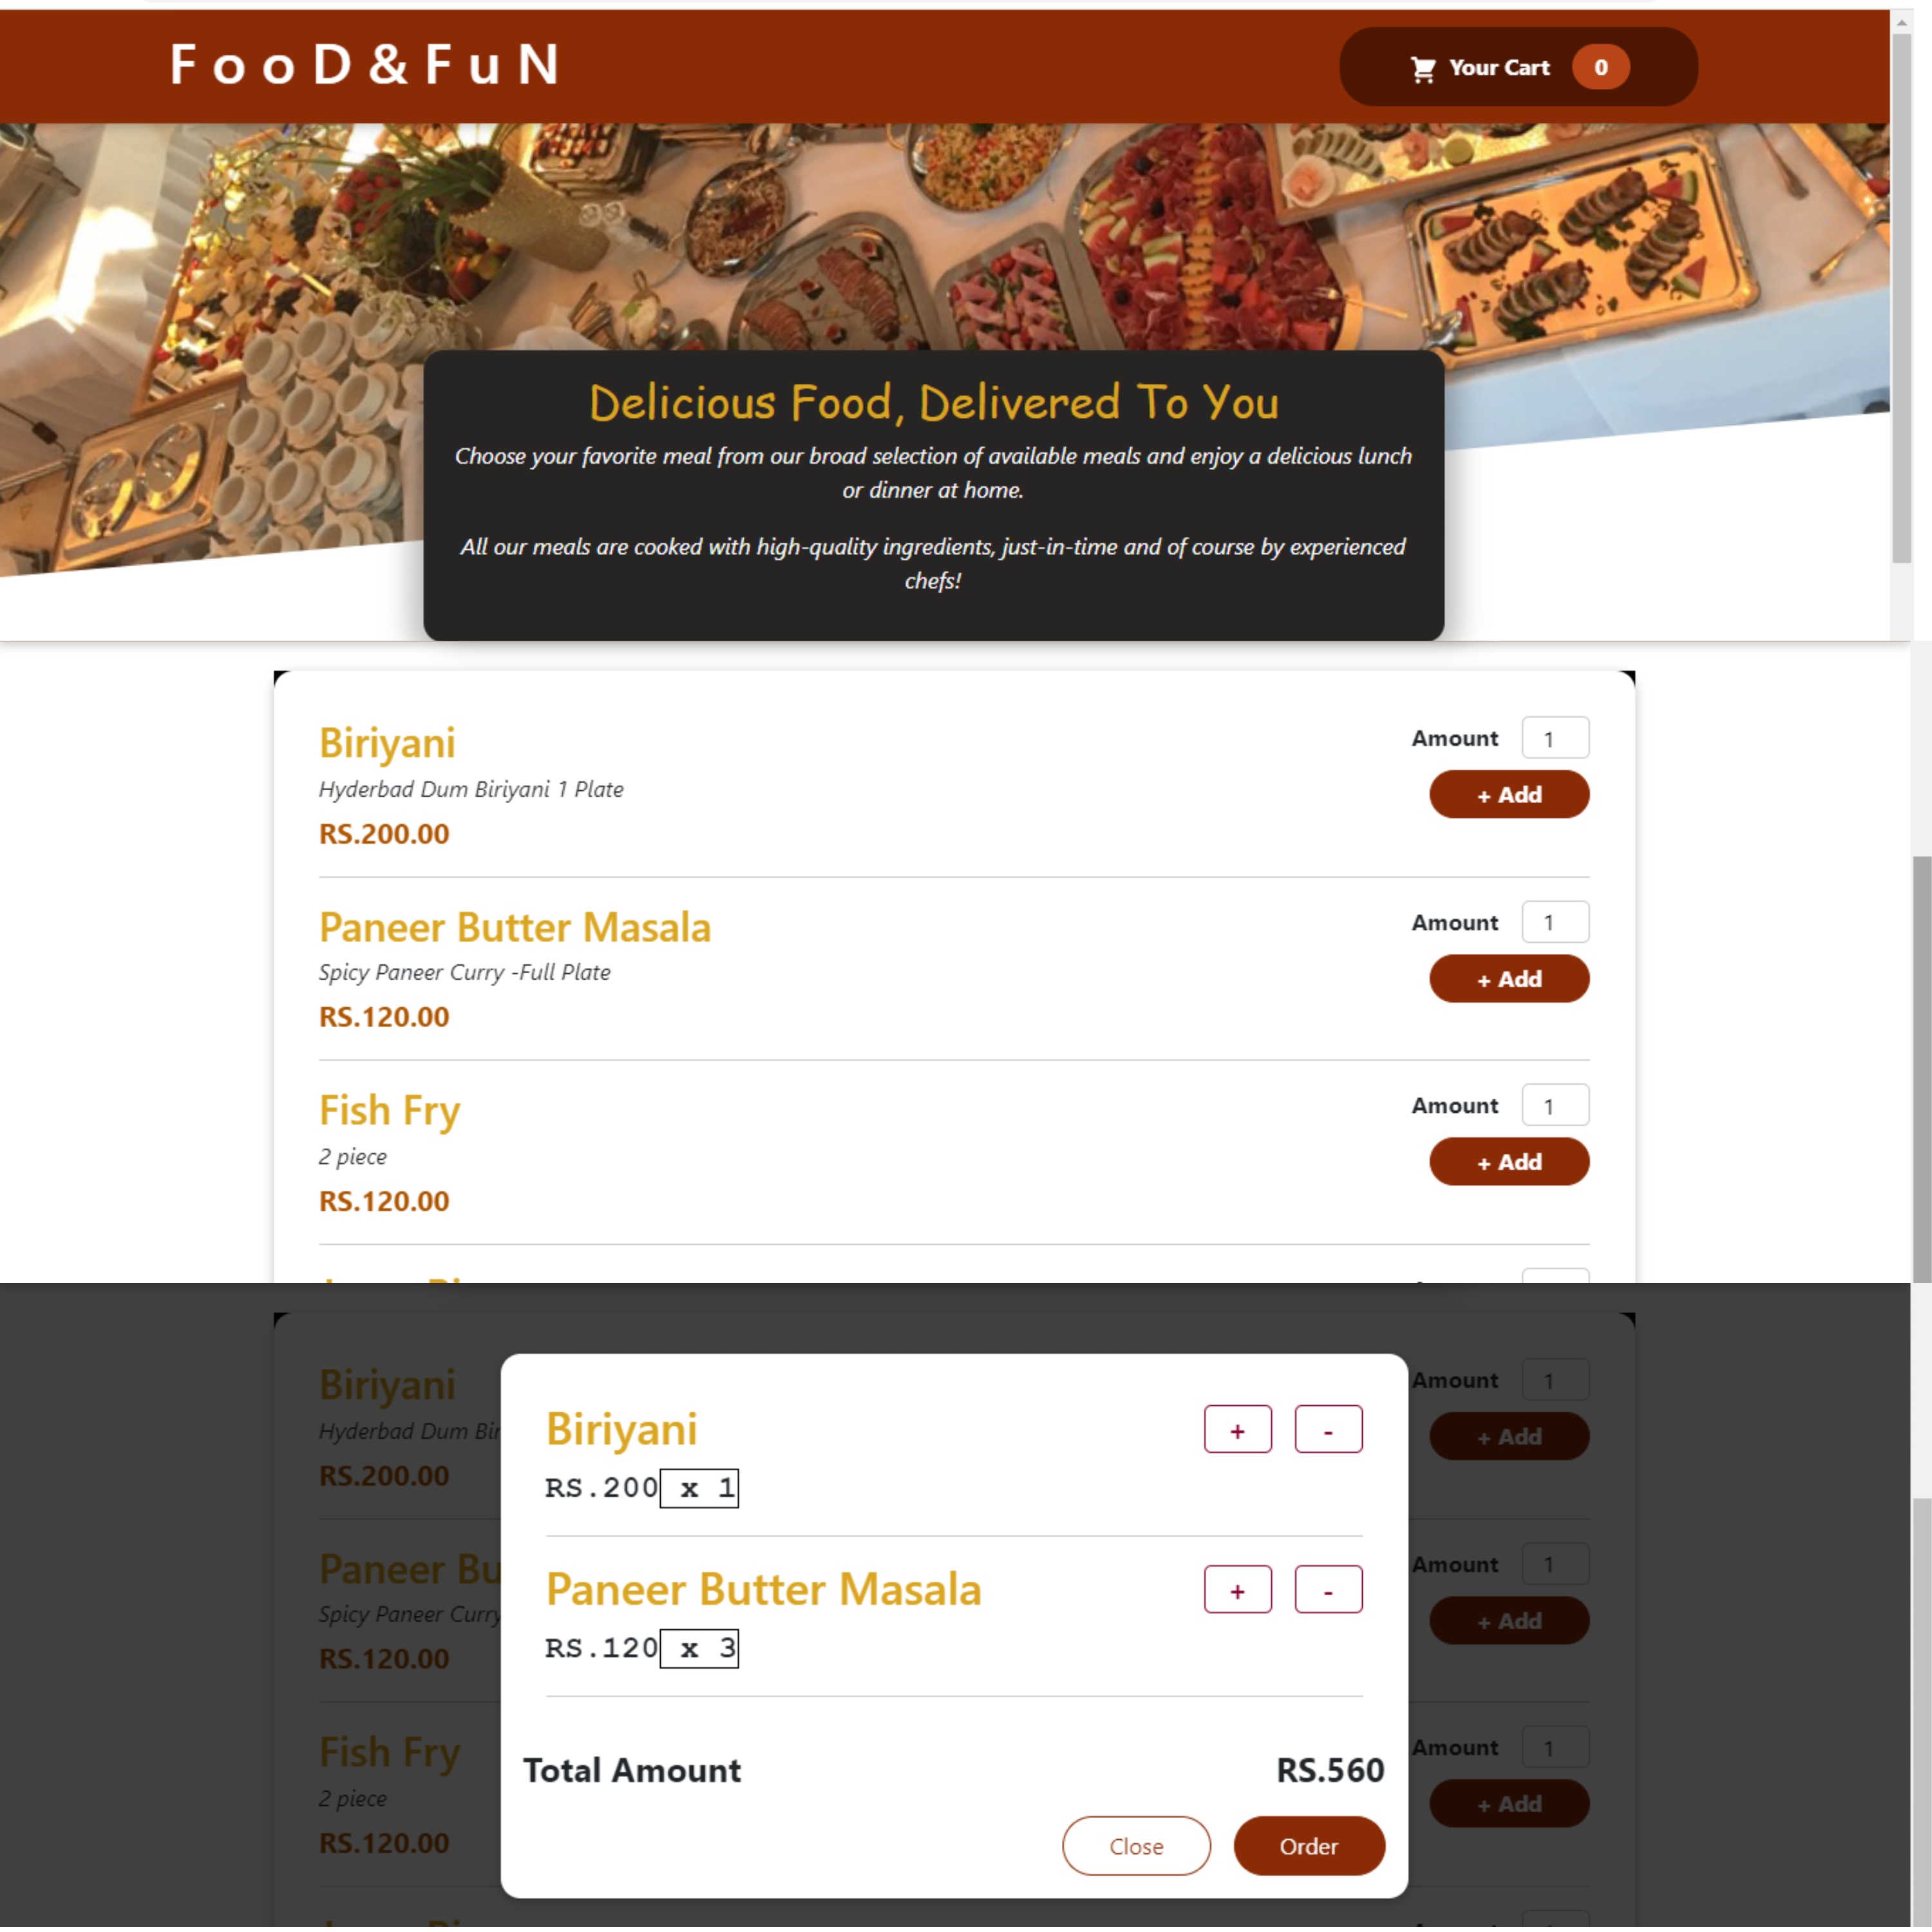 FooD&FuN
Your Cart 0
Delicious Food, Delivered To You
Choose your favorite meal from our broad selection of available meals and enjoy a delicious lunch
or dinner at home.
All our meals are cooked with high-quality ingredients, just-in-time and of course by experienced
chefs!
Biriyani
Amount 1
Hyderbad Dum Biriyani 1 Plate
+ Add
RS.200.00
Paneer Butter Masala
Amount 1
Spicy Paneer Curry -Full Plate
+ Add
RS.120.00
Fish Fry
Amount 1
2 piece
+ Add
RS.120.00
Biriyani
Amount 1
Hyderbad Dum Bir
+ Add
RS.200.00
Paneer Bu
Amount 1
Spicy Paneer Curry
+ Add
RS.120.00
Fish Fry
Amount 1
2 piece
+ Add
RS.120.00
Biriyani
+ -
RS.200 x 1
Paneer Butter Masala
+ -
RS.120 x 3
Total Amount RS.560
Close Order